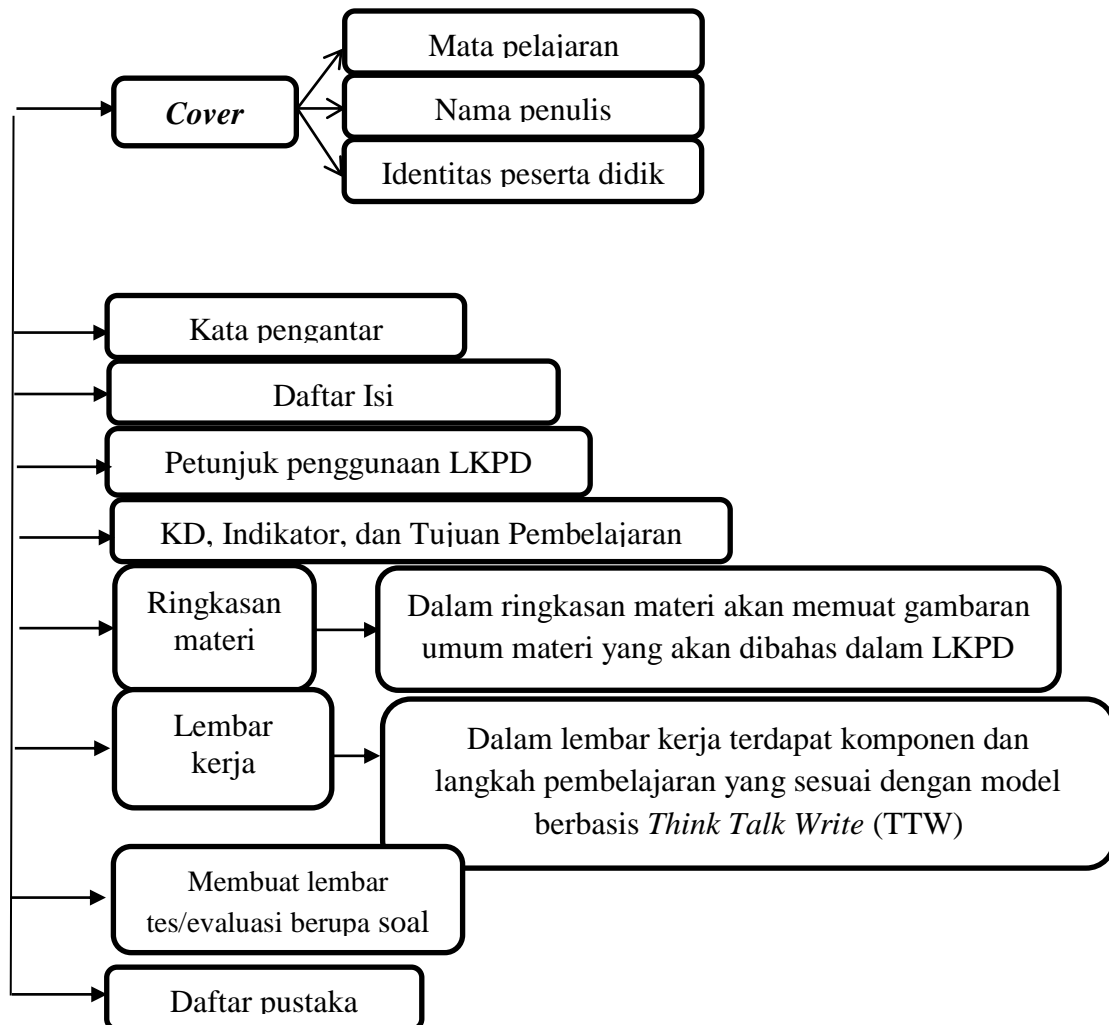 Mata pelajaran
Cover
Nama penulis
Identitas peserta didik
Kata pengantar
Daftar Isi
Petunjuk penggunaan LKPD
KD, Indikator, dan Tujuan Pembelajaran
Ringkasan
materi
Dalam ringkasan materi akan memuat gambaran
umum materi yang akan dibahas dalam LKPD
Lembar
kerja
Dalam lembar kerja terdapat komponen dan
langkah pembelajaran yang sesuai dengan model
berbasis Think Talk Write (TTW)
Membuat lembar
tes/evaluasi berupa soal
Daftar pustaka